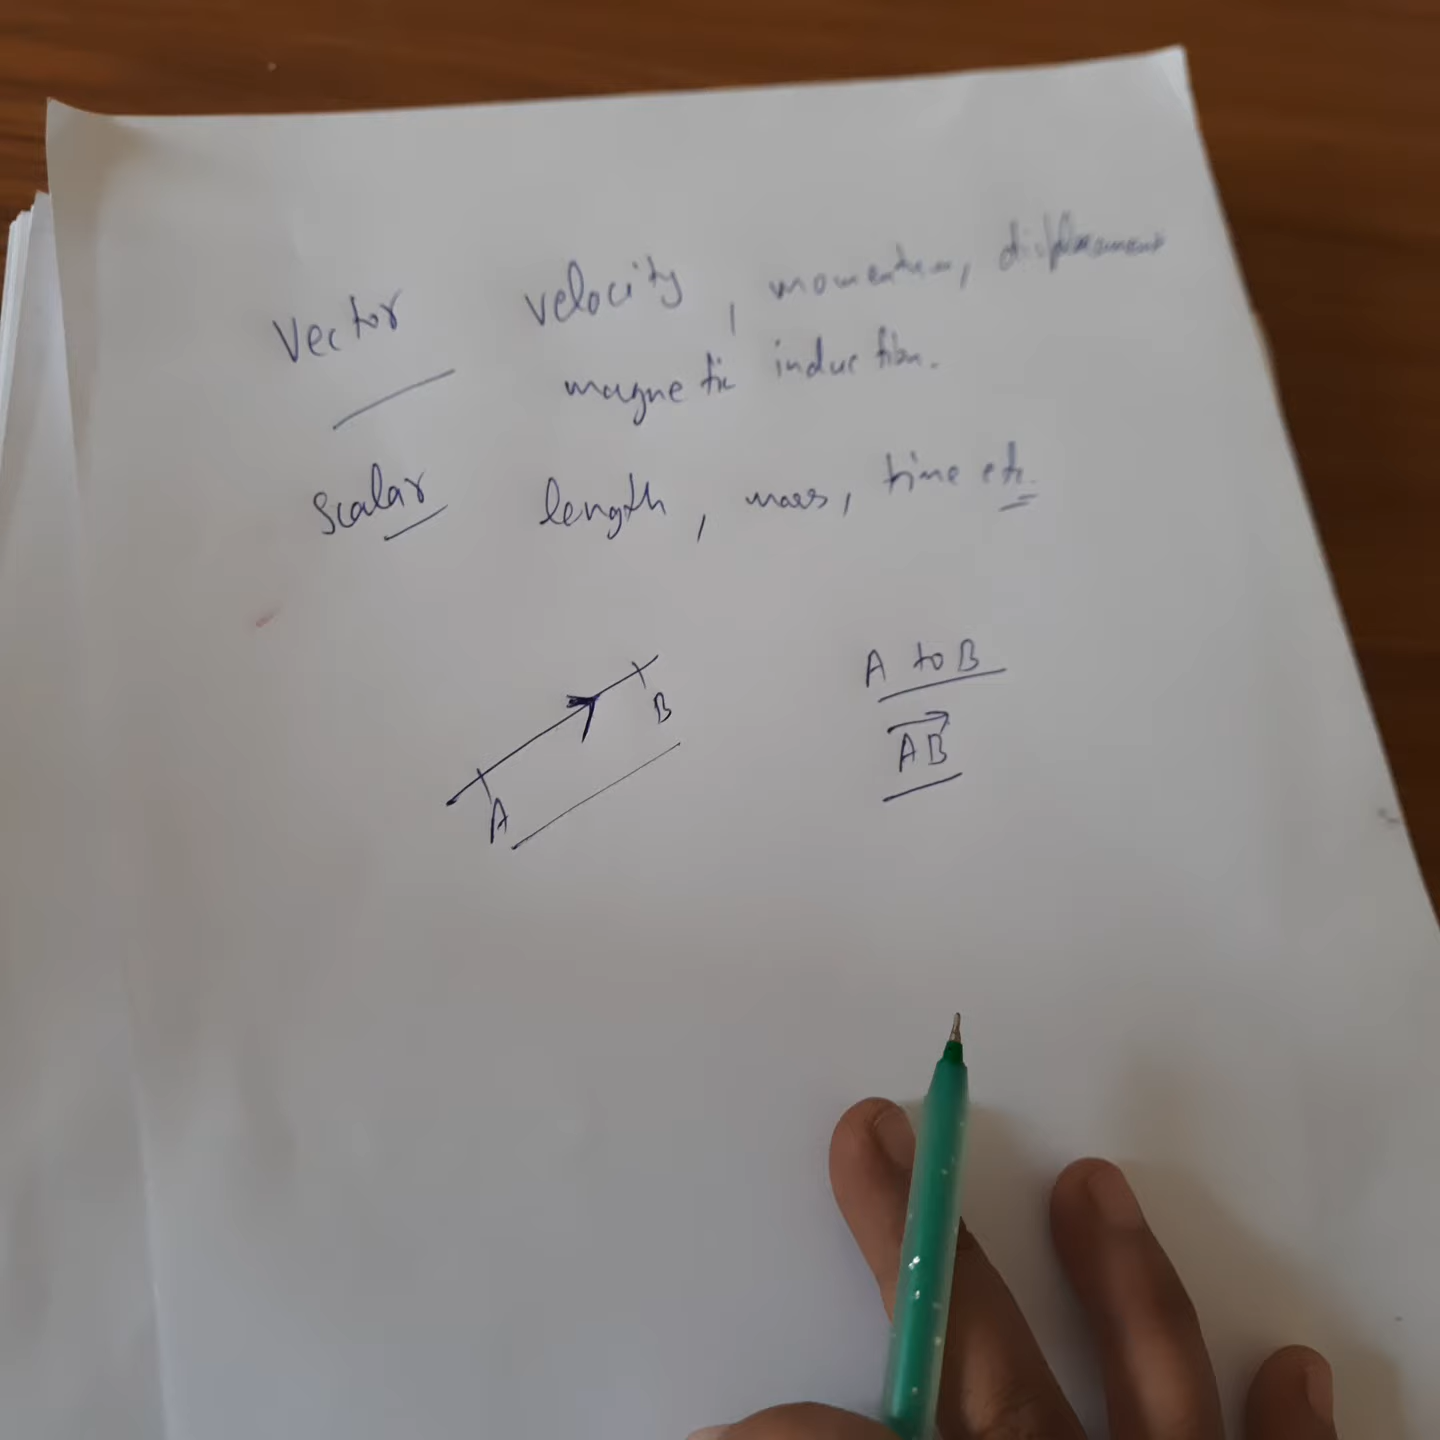 Vector velocity, momentum, displacement
magnetic induction.
Scalar length, mass, time etc.
A to B
B
AB
A